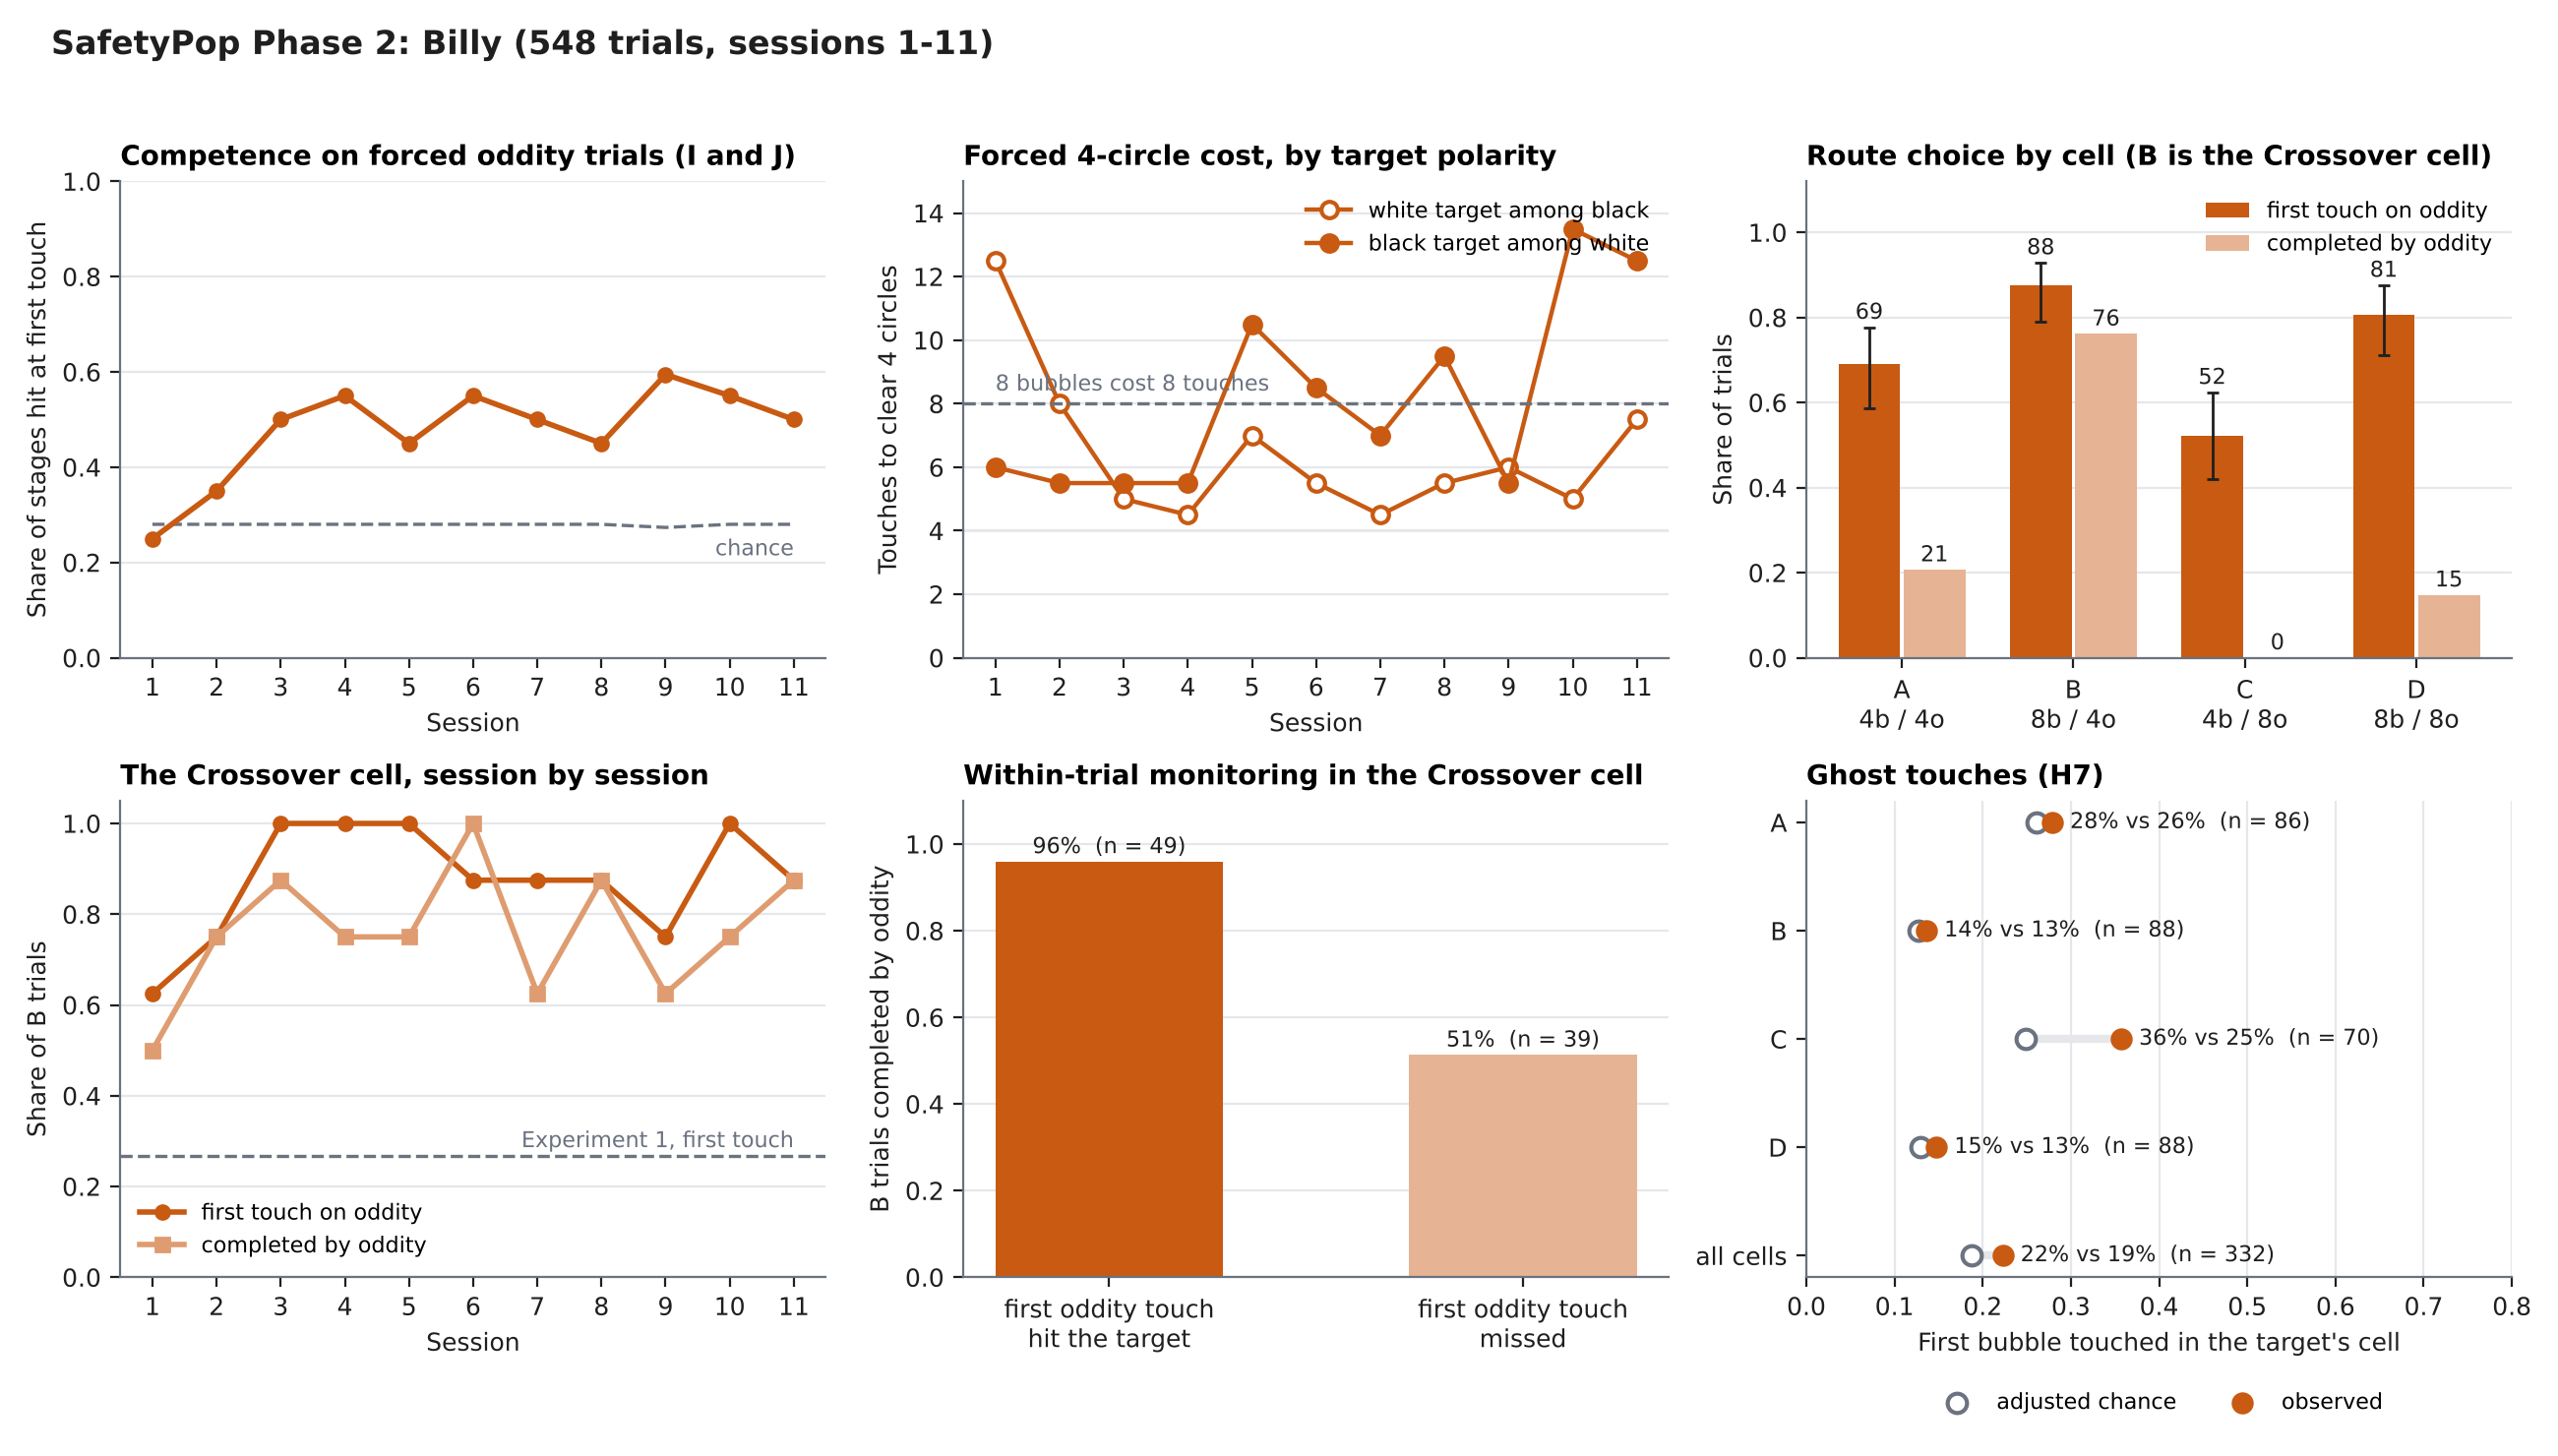 SafetyPop Phase 2: Billy (548 trials, sessions 1-11)
Competence on forced oddity trials (I and J)
Share of stages hit at first touch
1.0
0.8
0.6
0.4
0.2
0.0
chance
1 2 3 4 5 6 7 8 9 10 11
Session
Forced 4-circle cost, by target polarity
Touches to clear 4 circles
14
12
10
8
6
4
2
0
white target among black
black target among white
8 bubbles cost 8 touches
1 2 3 4 5 6 7 8 9 10 11
Session
Route choice by cell (B is the Crossover cell)
Share of trials
1.0
0.8
0.6
0.4
0.2
0.0
first touch on oddity
completed by oddity
69
21
88
76
52
0
81
15
A B C D
4b / 4o 8b / 4o 4b / 8o 8b / 8o
The Crossover cell, session by session
Share of B trials
1.0
0.8
0.6
0.4
0.2
0.0
Experiment 1, first touch
first touch on oddity
completed by oddity
1 2 3 4 5 6 7 8 9 10 11
Session
Within-trial monitoring in the Crossover cell
B trials completed by oddity
1.0
0.8
0.6
0.4
0.2
0.0
96% (n = 49)
51% (n = 39)
first oddity touch
hit the target
first oddity touch
missed
Ghost touches (H7)
A
28% vs 26% (n = 86)
B
14% vs 13% (n = 88)
C
36% vs 25% (n = 70)
D
15% vs 13% (n = 88)
all cells
22% vs 19% (n = 332)
0.0 0.1 0.2 0.3 0.4 0.5 0.6 0.7 0.8
First bubble touched in the target's cell
adjusted chance
observed